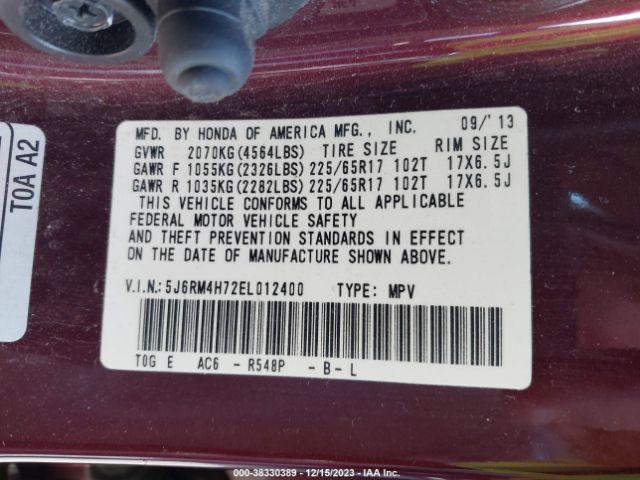 TOA A2
MFD. BY HONDA OF AMERICA MFG., INC. 09/'13
GVWR 2070KG(4564LBS) TIRE SIZE RIM SIZE
GAWR F 1055KG(2326LBS) 225/65R17 102T 17X6.5J
GAWR R 1035KG(2282LBS) 225/65R17 102T 17X6.5J
THIS VEHICLE CONFORMS TO ALL APPLICABLE
FEDERAL MOTOR VEHICLE SAFETY
AND THEFT PREVENTION STANDARDS IN EFFECT
ON THE DATE OF MANUFACTURE SHOWN ABOVE.
V.I.N.:5J6RM4H72EL012400 TYPE: MPV
T0G E AC6 - R548P - B - L
000-38330389 - 12/15/2023 - IAA Inc.